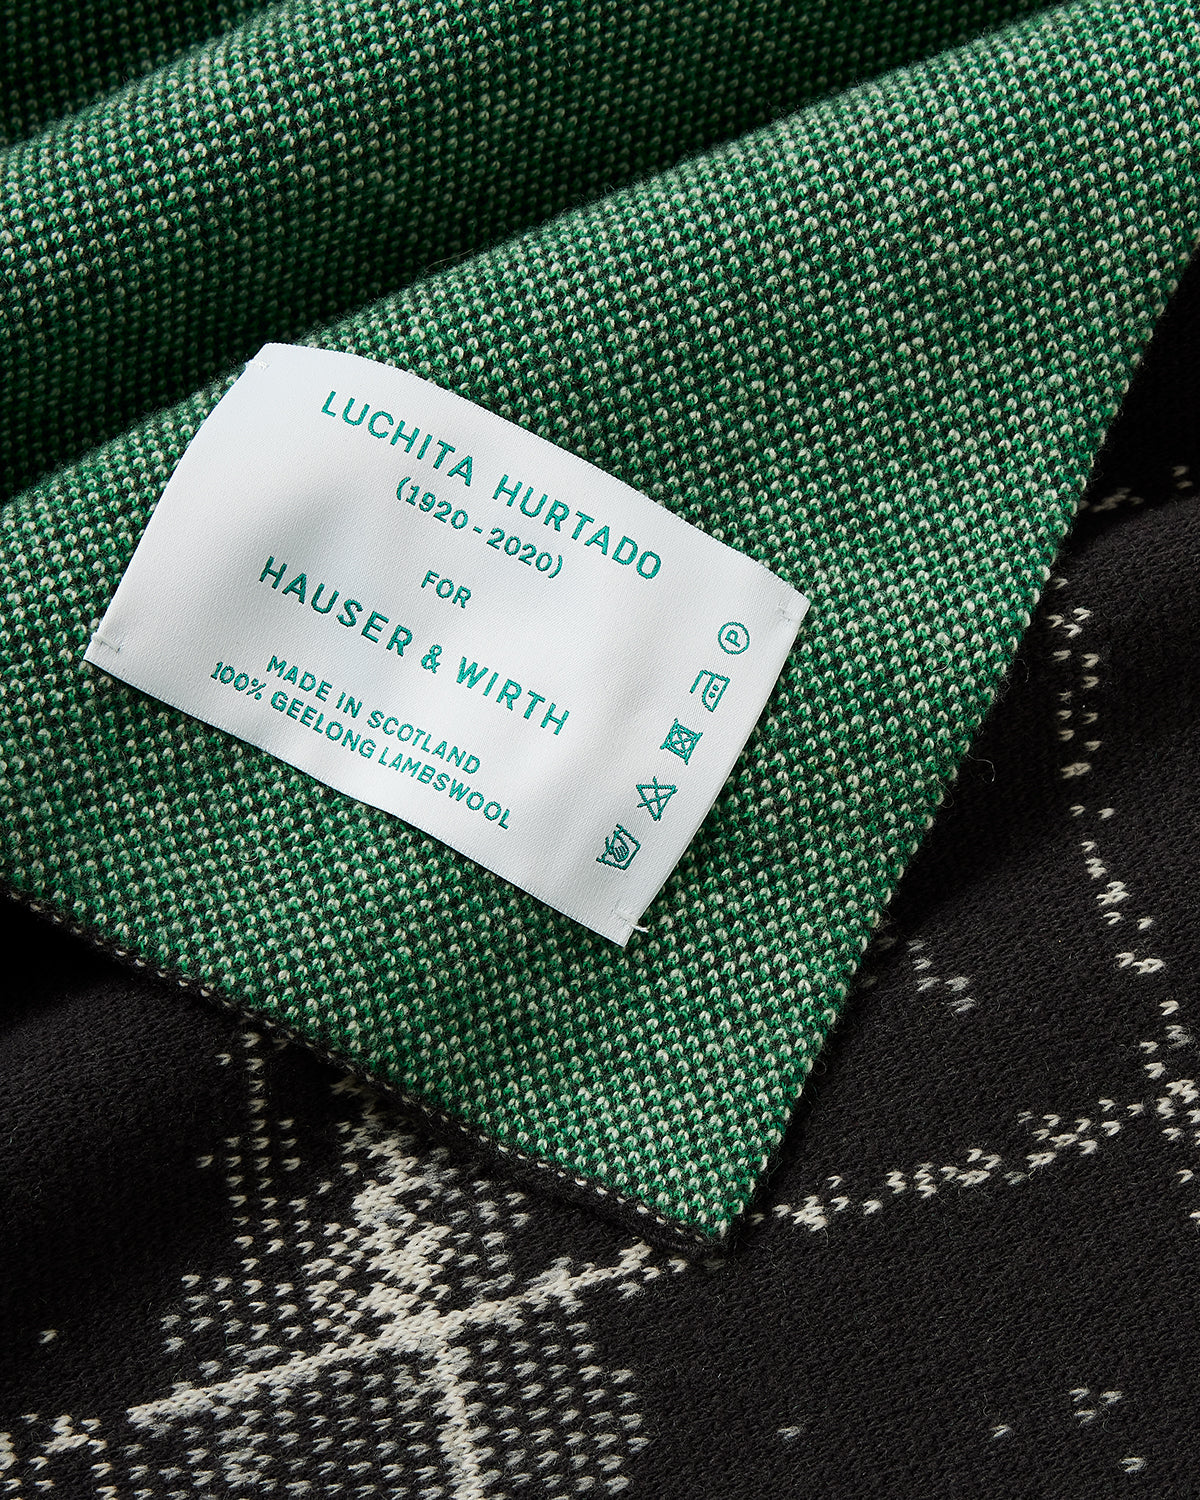 LUCHITA HURTADO
(1920 - 2020)
FOR
HAUSER & WIRTH
MADE IN SCOTLAND
100% GEELONG LAMBSWOOL
P